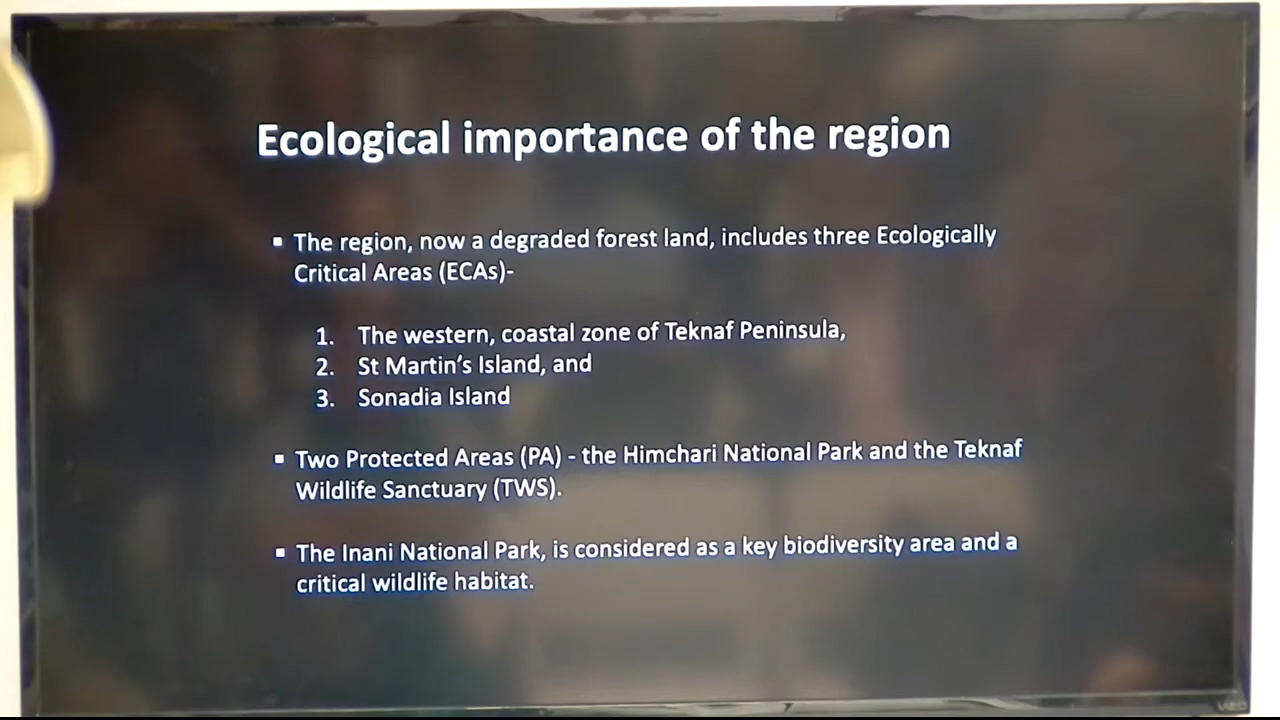 Ecological importance of the region
▪ The region, now a degraded forest land, includes three Ecologically
Critical Areas (ECAs)-
1. The western, coastal zone of Teknaf Peninsula,
2. St Martin's Island, and
3. Sonadia Island
▪ Two Protected Areas (PA) - the Himchari National Park and the Teknaf
Wildlife Sanctuary (TWS).
▪ The Inani National Park, is considered as a key biodiversity area and a
critical wildlife habitat.